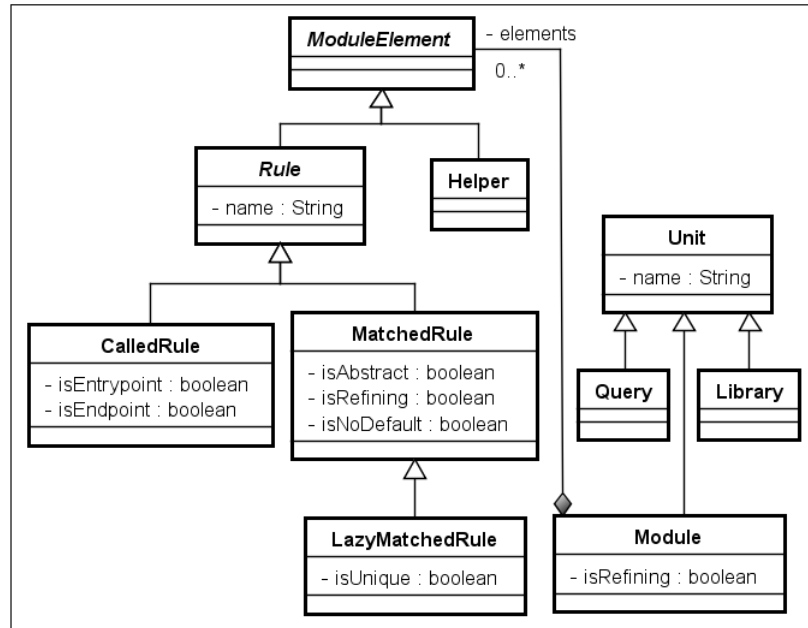 ModuleElement
- elements
0..*
Rule
- name : String
Helper
Unit
- name : String
CalledRule
- isEntrypoint : boolean
- isEndpoint : boolean
MatchedRule
- isAbstract : boolean
- isRefining : boolean
- isNoDefault : boolean
Query
Library
LazyMatchedRule
- isUnique : boolean
Module
- isRefining : boolean